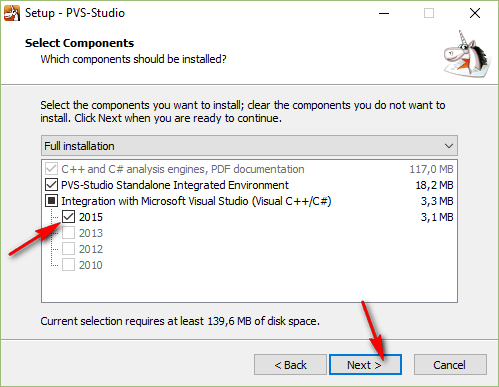 Setup - PVS-Studio
Select Components
Which components should be installed?
Select the components you want to install; clear the components you do not want to
install. Click Next when you are ready to continue.
Full installation
C++ and C# analysis engines, PDF documentation 117,0 MB
PVS-Studio Standalone Integrated Environment 18,2 MB
Integration with Microsoft Visual Studio (Visual C++/C#) 3,3 MB
2015 3,1 MB
2013
2012
2010
Current selection requires at least 139,6 MB of disk space.
< Back Next > Cancel